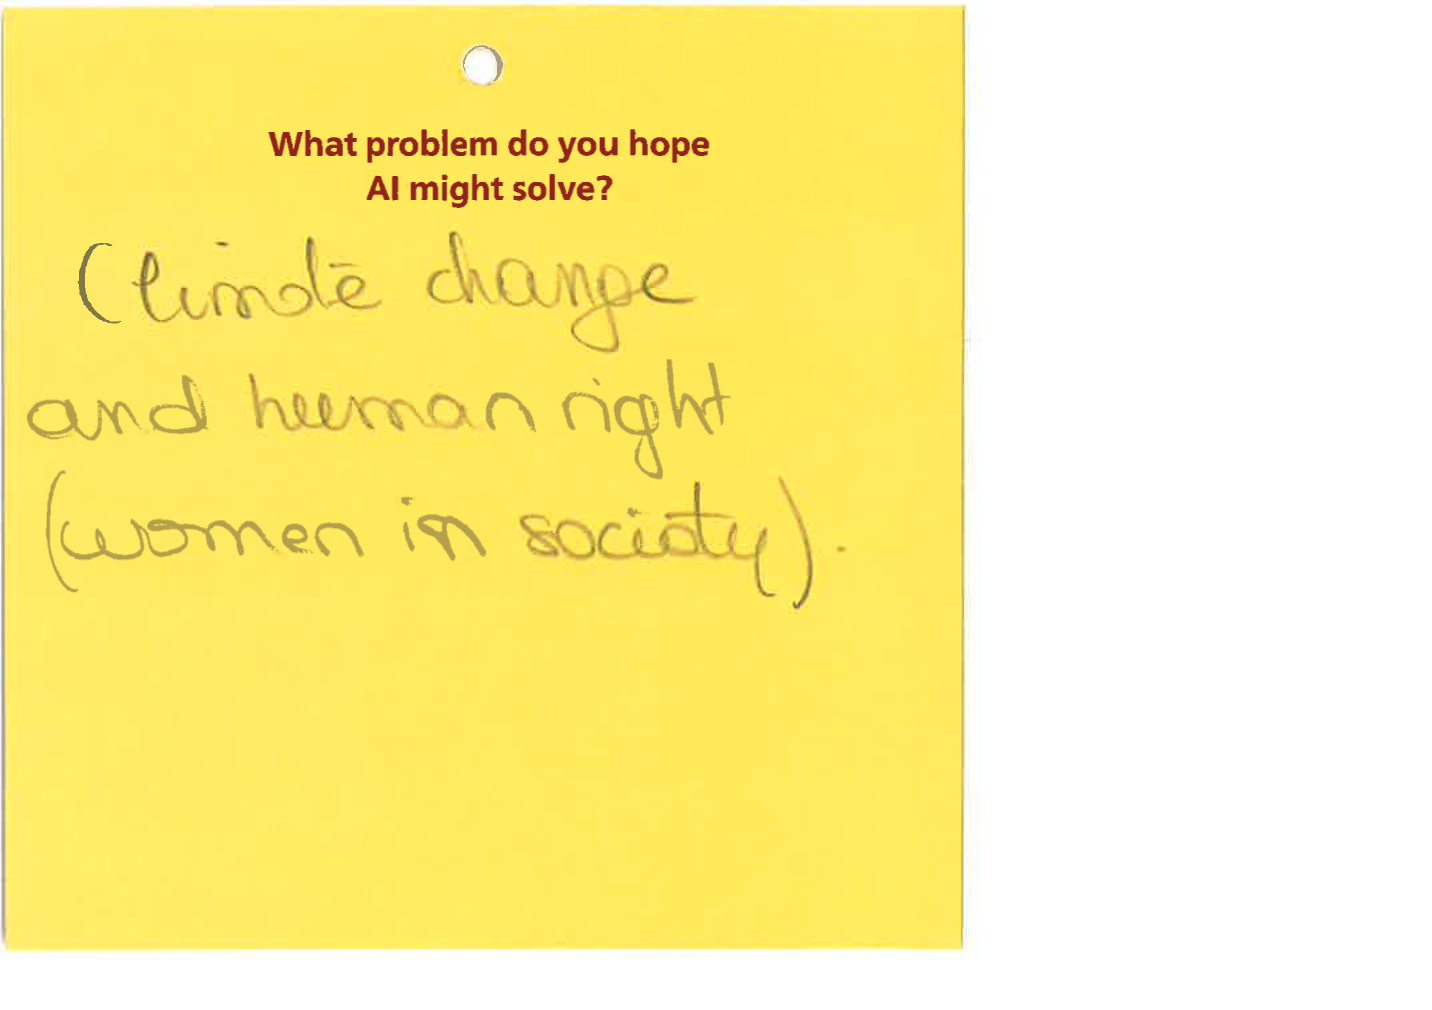 What problem do you hope
AI might solve?
Climate change
and human right
(women in society).